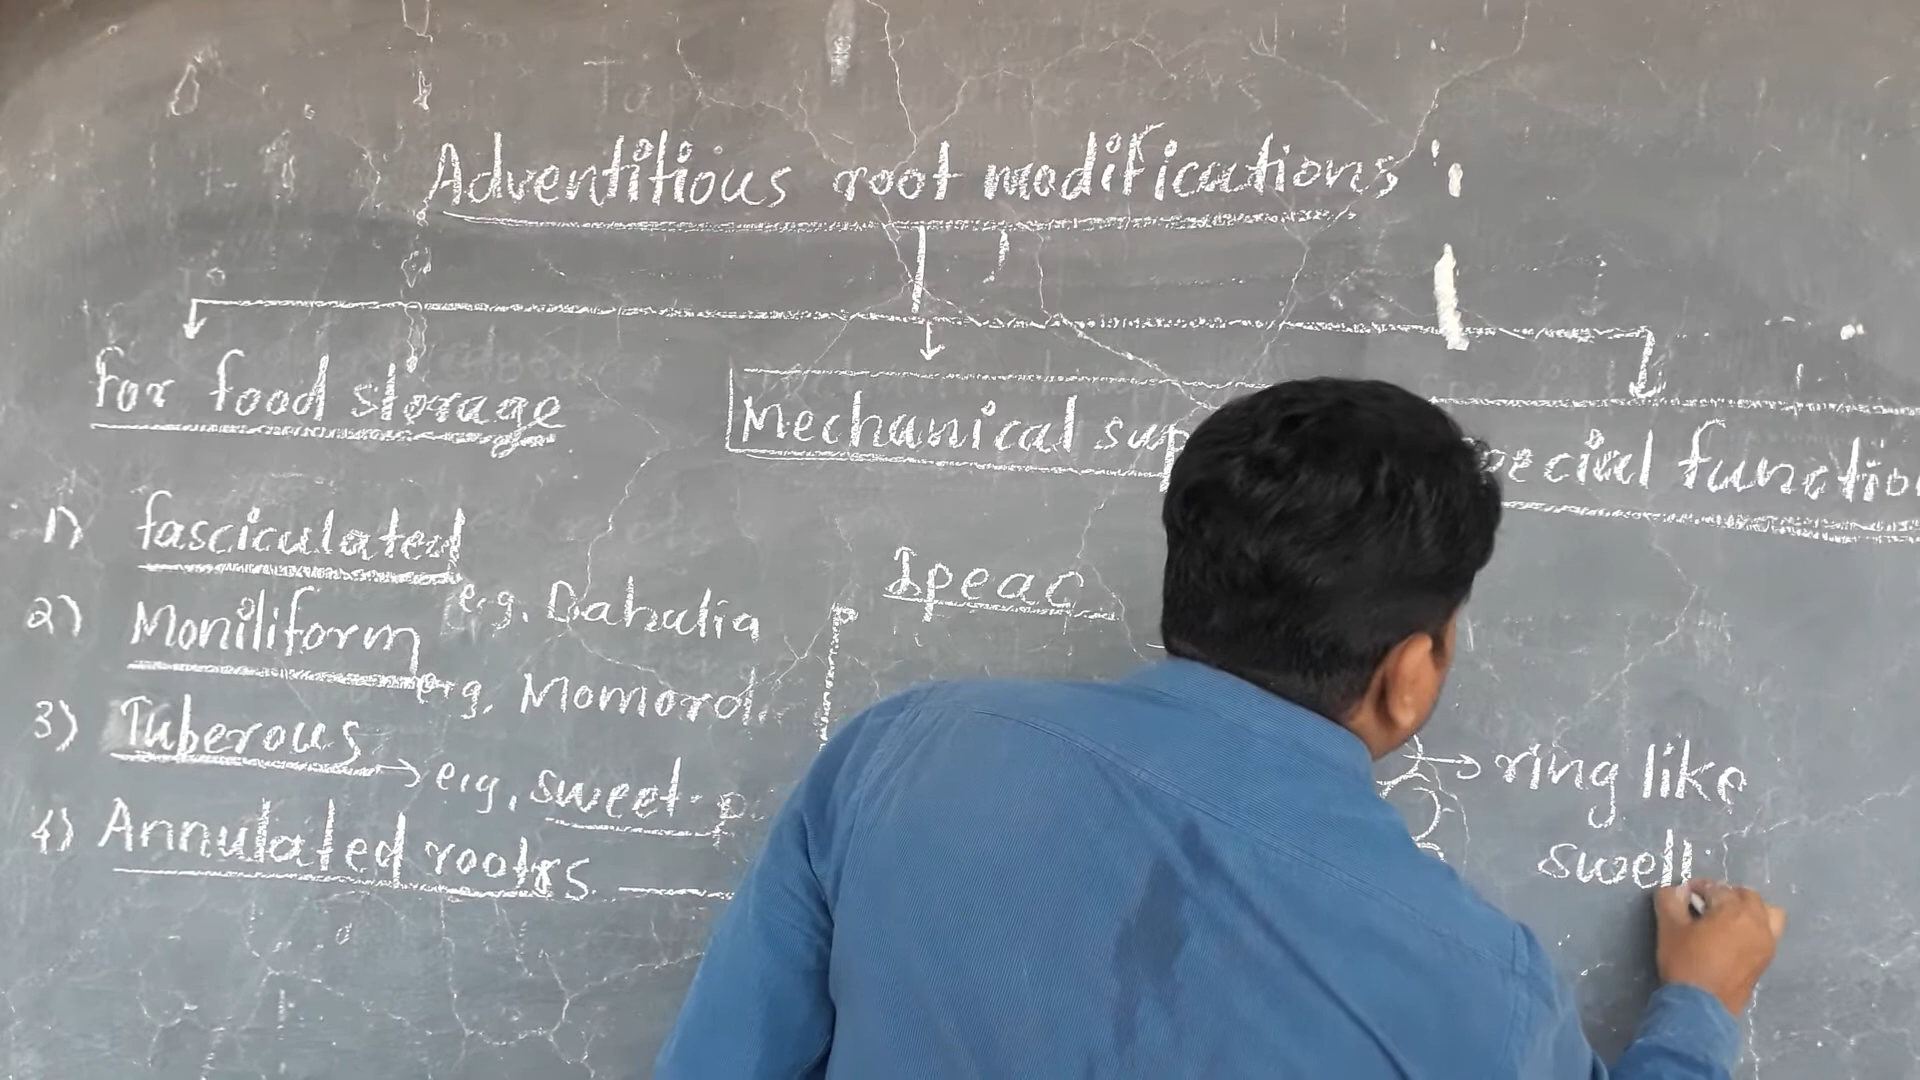 Adventitious root modifications :
For food storage
Mechanical sup
pecial functio
1) fasciculated
e.g. Dahalia
2) Moniliform
e.g. Momord
3) Tuberous → e.g, sweet-p
4) Annulated roots
Ipeac
→ ring like
swell